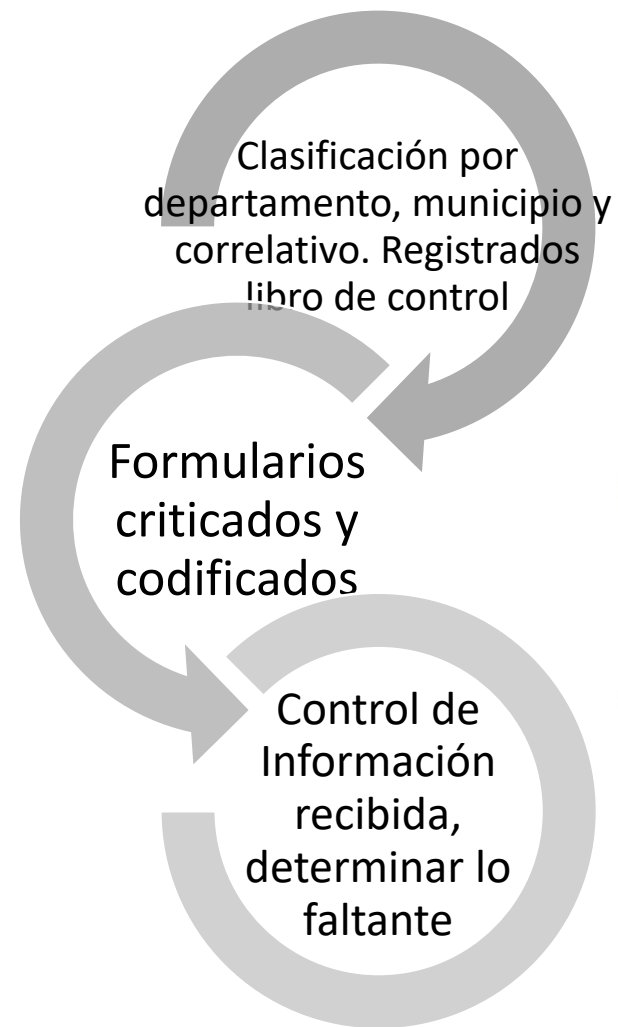 Clasificación por
departamento, municipio y
correlativo. Registrados
libro de control
Formularios
criticados y
codificados
Control de
Información
recibida,
determinar lo
faltante